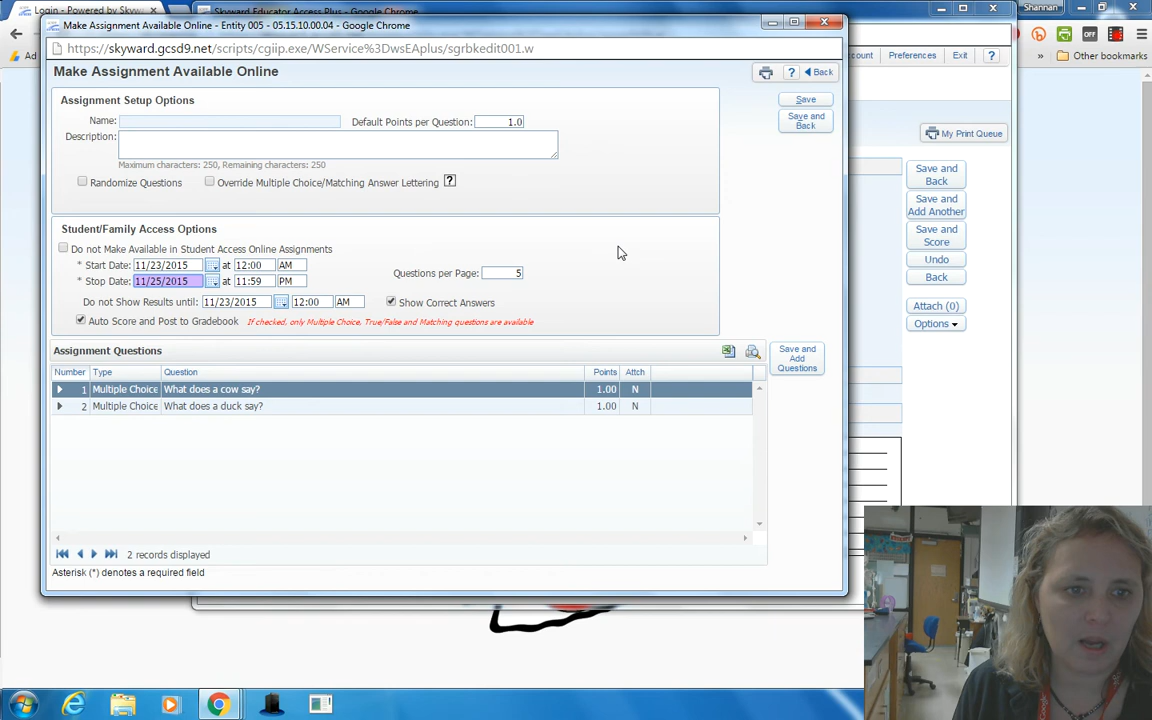 Login - Powered by Skyw
Skyward Educator Access Plus - Google Chrome
Shannan
Make Assignment Available Online - Entity 005 - 05.15.10.00.04 - Google Chrome
https://skyward.gcsd9.net/scripts/cgiip.exe/WService%3DwsEAplus/sgrbkedit001.w
OFF
Ad
count
Preferences
Exit
?
»
Other bookmarks
Make Assignment Available Online
?
Back
Assignment Setup Options
Save
Name:
Default Points per Question:
1.0
Save and
Back
Description:
My Print Queue
Maximum characters: 250, Remaining characters: 250
Randomize Questions
Override Multiple Choice/Matching Answer Lettering
?
Save and
Back
Save and
Add Another
Save and
Score
Undo
Back
Attach (0)
Options
Student/Family Access Options
Do not Make Available in Student Access Online Assignments
* Start Date: 11/23/2015 at 12:00 AM
Questions per Page: 5
* Stop Date: 11/25/2015 at 11:59 PM
Do not Show Results until: 11/23/2015 12:00 AM
Show Correct Answers
Auto Score and Post to Gradebook
If checked, only Multiple Choice, True/False and Matching questions are available
Assignment Questions
Save and
Add
Questions
Number Type Question Points Attch
1 Multiple Choice What does a cow say? 1.00 N
2 Multiple Choice What does a duck say? 1.00 N
2 records displayed
Asterisk (*) denotes a required field